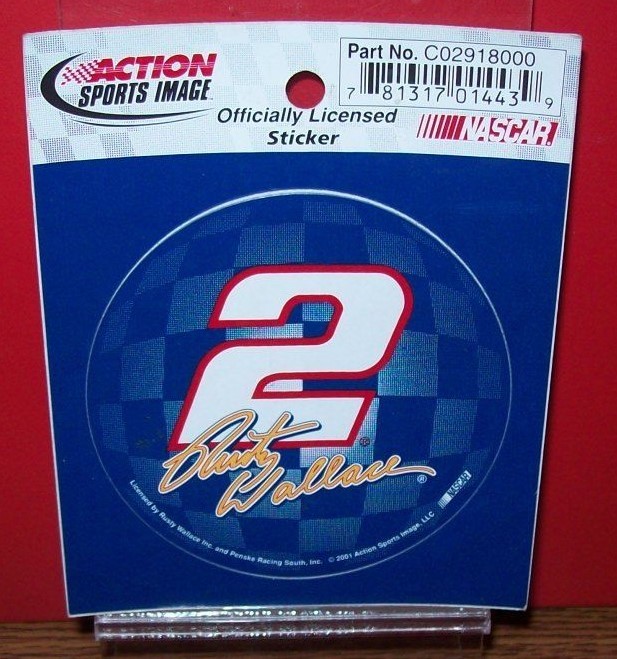 ACTION
SPORTS IMAGE
Part No. C02918000
7 81317 01443 9
Officially Licensed
Sticker
NASCAR
2
®
Rusty
Wallace ®
NASCAR
Licensed by Rusty Wallace Inc. and Penske Racing South, Inc. © 2001 Action Sports Image, LLC